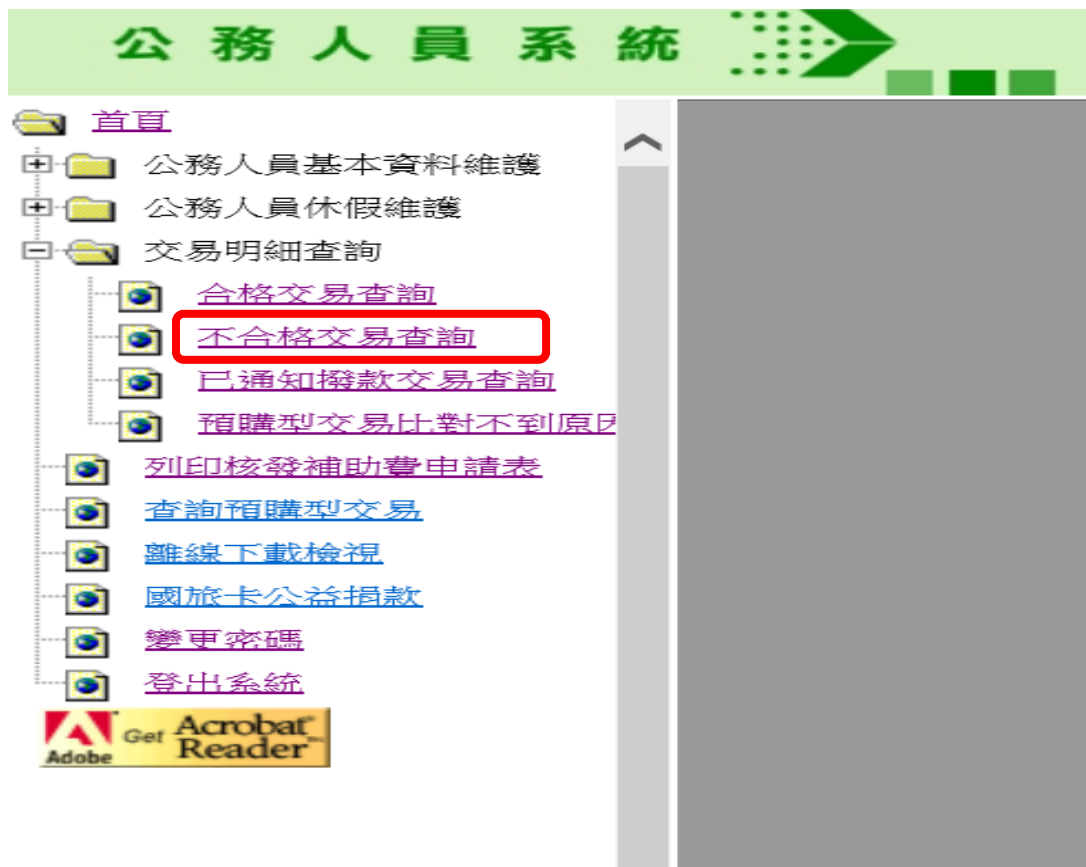 公務人員系統
首頁
公務人員基本資料維護
公務人員休假維護
交易明細查詢
合格交易查詢
不合格交易查詢
已通知撥款交易查詢
預購型交易比對不到原因
列印核發補助費申請表
查詢預購型交易
離線下載檢視
國旅卡公益捐款
變更密碼
登出系統
Adobe Get Acrobat Reader